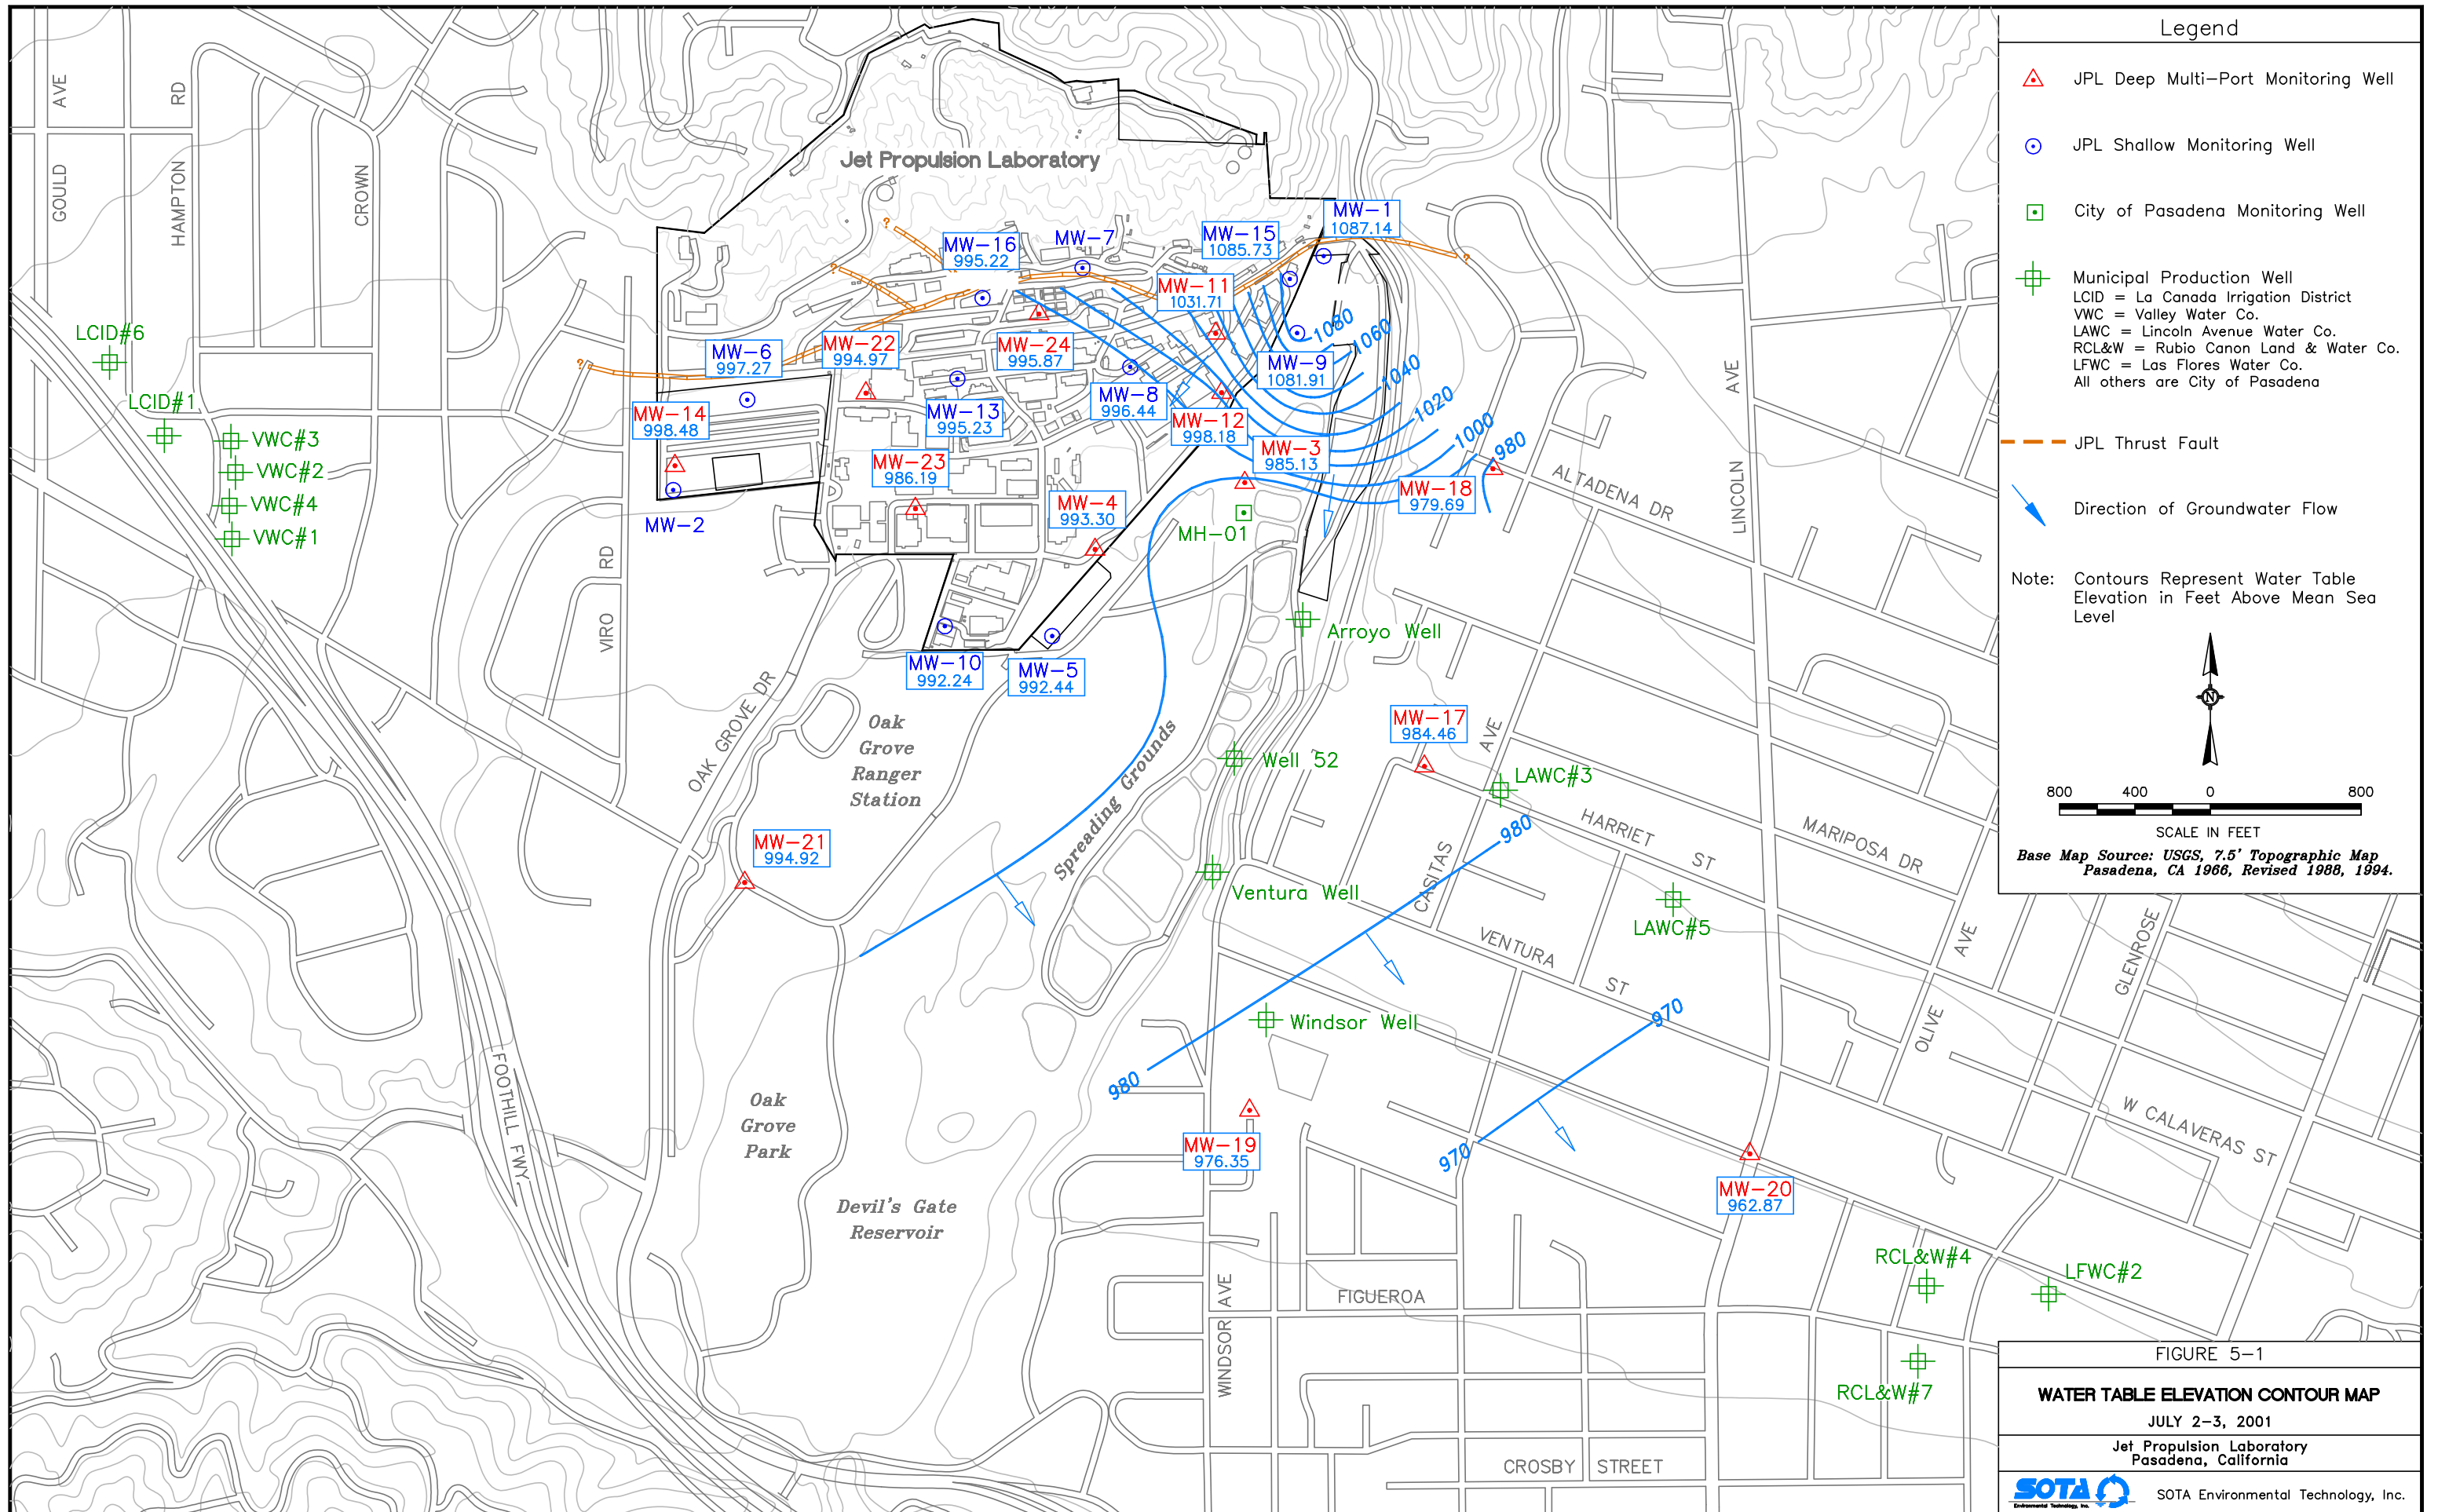 Legend
JPL Deep Multi-Port Monitoring Well
JPL Shallow Monitoring Well
City of Pasadena Monitoring Well
Municipal Production Well
LCID = La Canada Irrigation District
VWC = Valley Water Co.
LAWC = Lincoln Avenue Water Co.
RCL&W = Rubio Canon Land & Water Co.
LFWC = Las Flores Water Co.
All others are City of Pasadena
JPL Thrust Fault
Direction of Groundwater Flow
Note: Contours Represent Water Table
Elevation in Feet Above Mean Sea
Level
N
800 400 0 800
SCALE IN FEET
Base Map Source: USGS, 7.5' Topographic Map
Pasadena, CA 1966, Revised 1988, 1994.
FIGURE 5-1
WATER TABLE ELEVATION CONTOUR MAP
JULY 2-3, 2001
Jet Propulsion Laboratory
Pasadena, California
SOTA
Environmental Technology, Inc.
SOTA Environmental Technology, Inc.
GOULD AVE
HAMPTON RD
CROWN
Jet Propulsion Laboratory
MW-1
1087.14
MW-15
1085.73
MW-7
MW-16
995.22
MW-11
1031.71
MW-6
997.27
MW-22
994.97
MW-24
995.87
MW-9
1081.91
MW-14
998.48
MW-13
995.23
MW-8
996.44
MW-12
998.18
MW-3
985.13
MW-23
986.19
MW-4
993.30
MW-18
979.69
MW-2
MH-01
MW-10
992.24
MW-5
992.44
MW-17
984.46
MW-21
994.92
MW-19
976.35
MW-20
962.87
?
?
?
?
1080
1060
1040
1020
1000
980
980
980
970
970
LCID#6
LCID#1
VWC#3
VWC#2
VWC#4
VWC#1
Arroyo Well
Well 52
Ventura Well
Windsor Well
LAWC#3
LAWC#5
RCL&W#4
LFWC#2
RCL&W#7
VIRO RD
OAK GROVE DR
Oak
Grove
Ranger
Station
Spreading Grounds
Oak
Grove
Park
Devil's Gate
Reservoir
FOOTHILL FWY
LINCOLN AVE
ALTADENA DR
CASITAS AVE
HARRIET ST
MARIPOSA DR
VENTURA ST
OLIVE AVE
GLENROSE
W CALAVERAS ST
WINDSOR AVE
FIGUEROA
CROSBY STREET